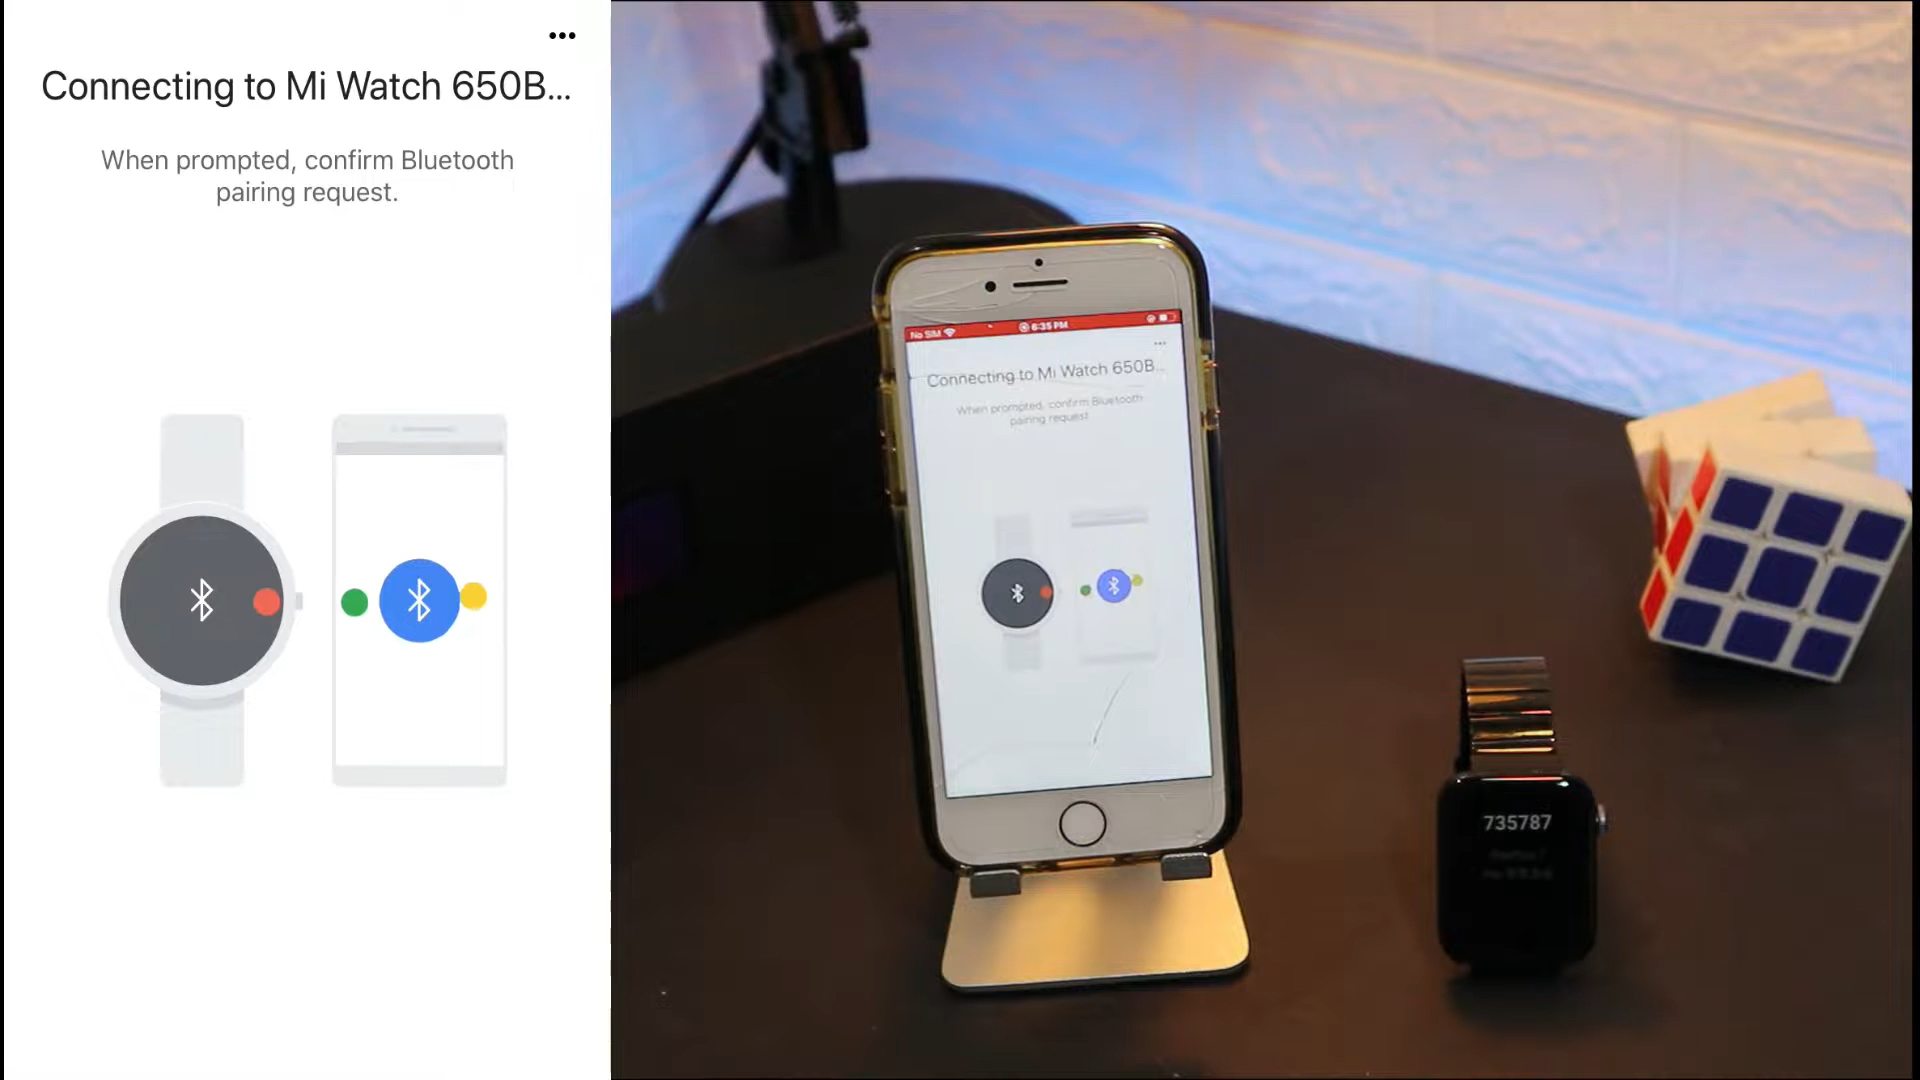 Connecting to Mi Watch 650B...
When prompted, confirm Bluetooth
pairing request.
No SIM 6:35 PM
Connecting to Mi Watch 650B...
When prompted, confirm Bluetooth
pairing request.
735787